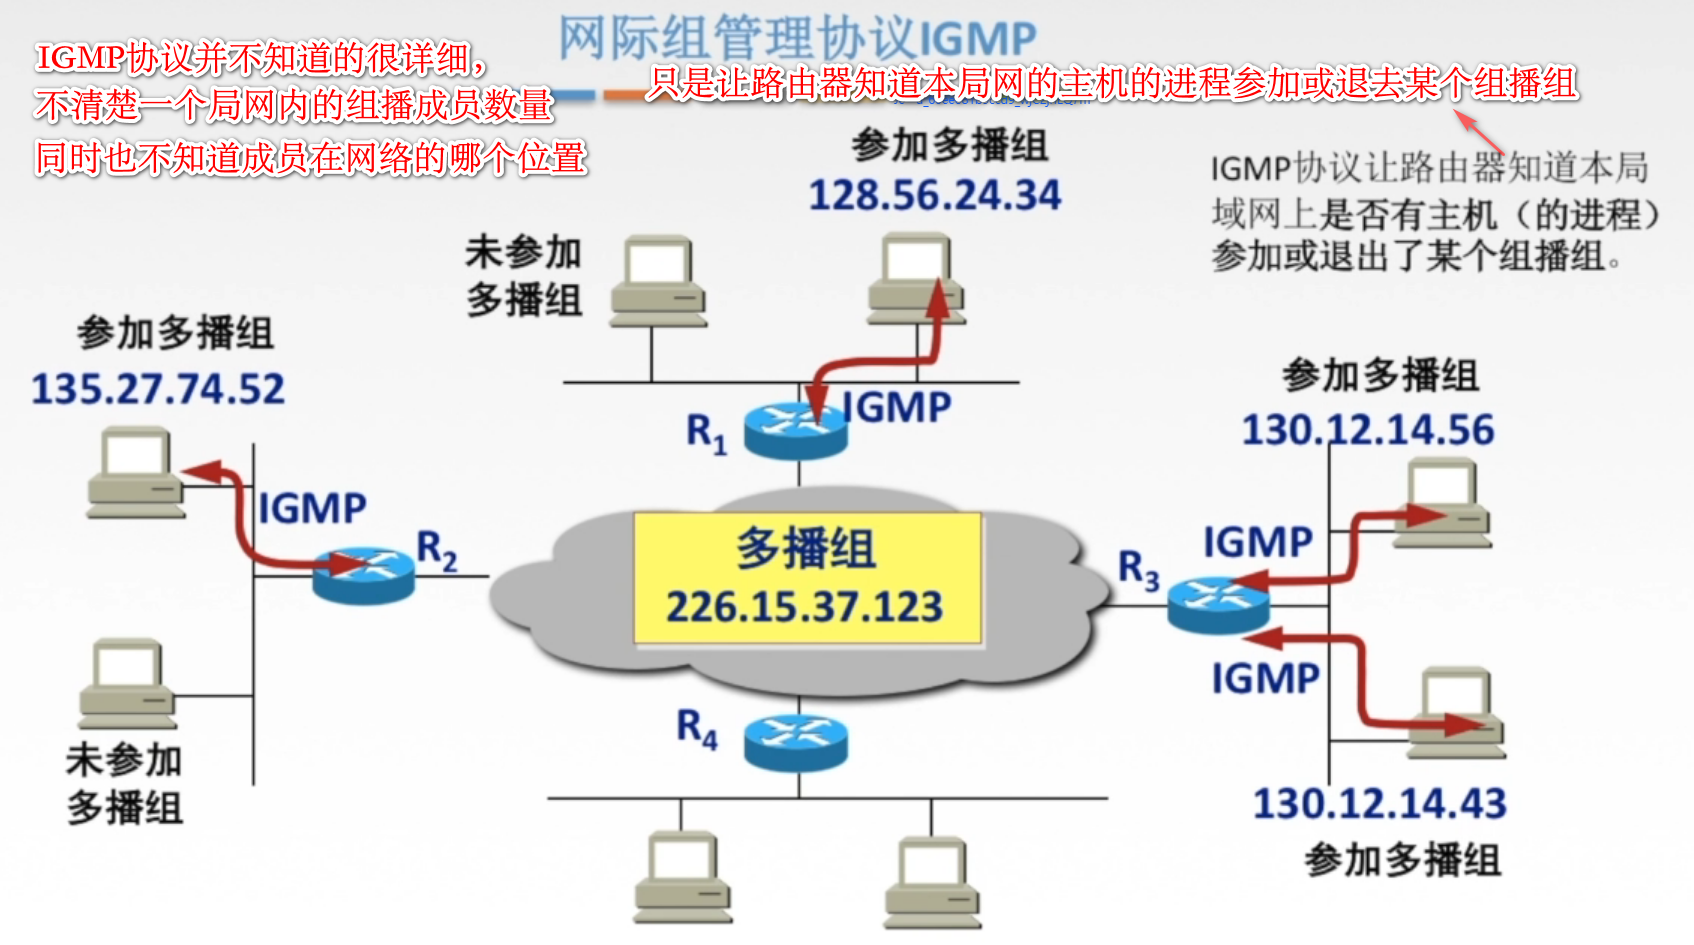 网际组管理协议IGMP
IGMP协议并不知道的很详细，
不清楚一个局网内的组播成员数量
同时也不知道成员在网络的哪个位置
只是让路由器知道本局网的主机的进程参加或退去某个组播组
IGMP协议让路由器知道本局
域网上是否有主机（的进程）
参加或退出了某个组播组。
参加多播组
128.56.24.34
未参加
多播组
参加多播组
135.27.74.52
参加多播组
130.12.14.56
R1
IGMP
IGMP
R2
多播组
226.15.37.123
R3
IGMP
IGMP
R4
未参加
多播组
130.12.14.43
参加多播组